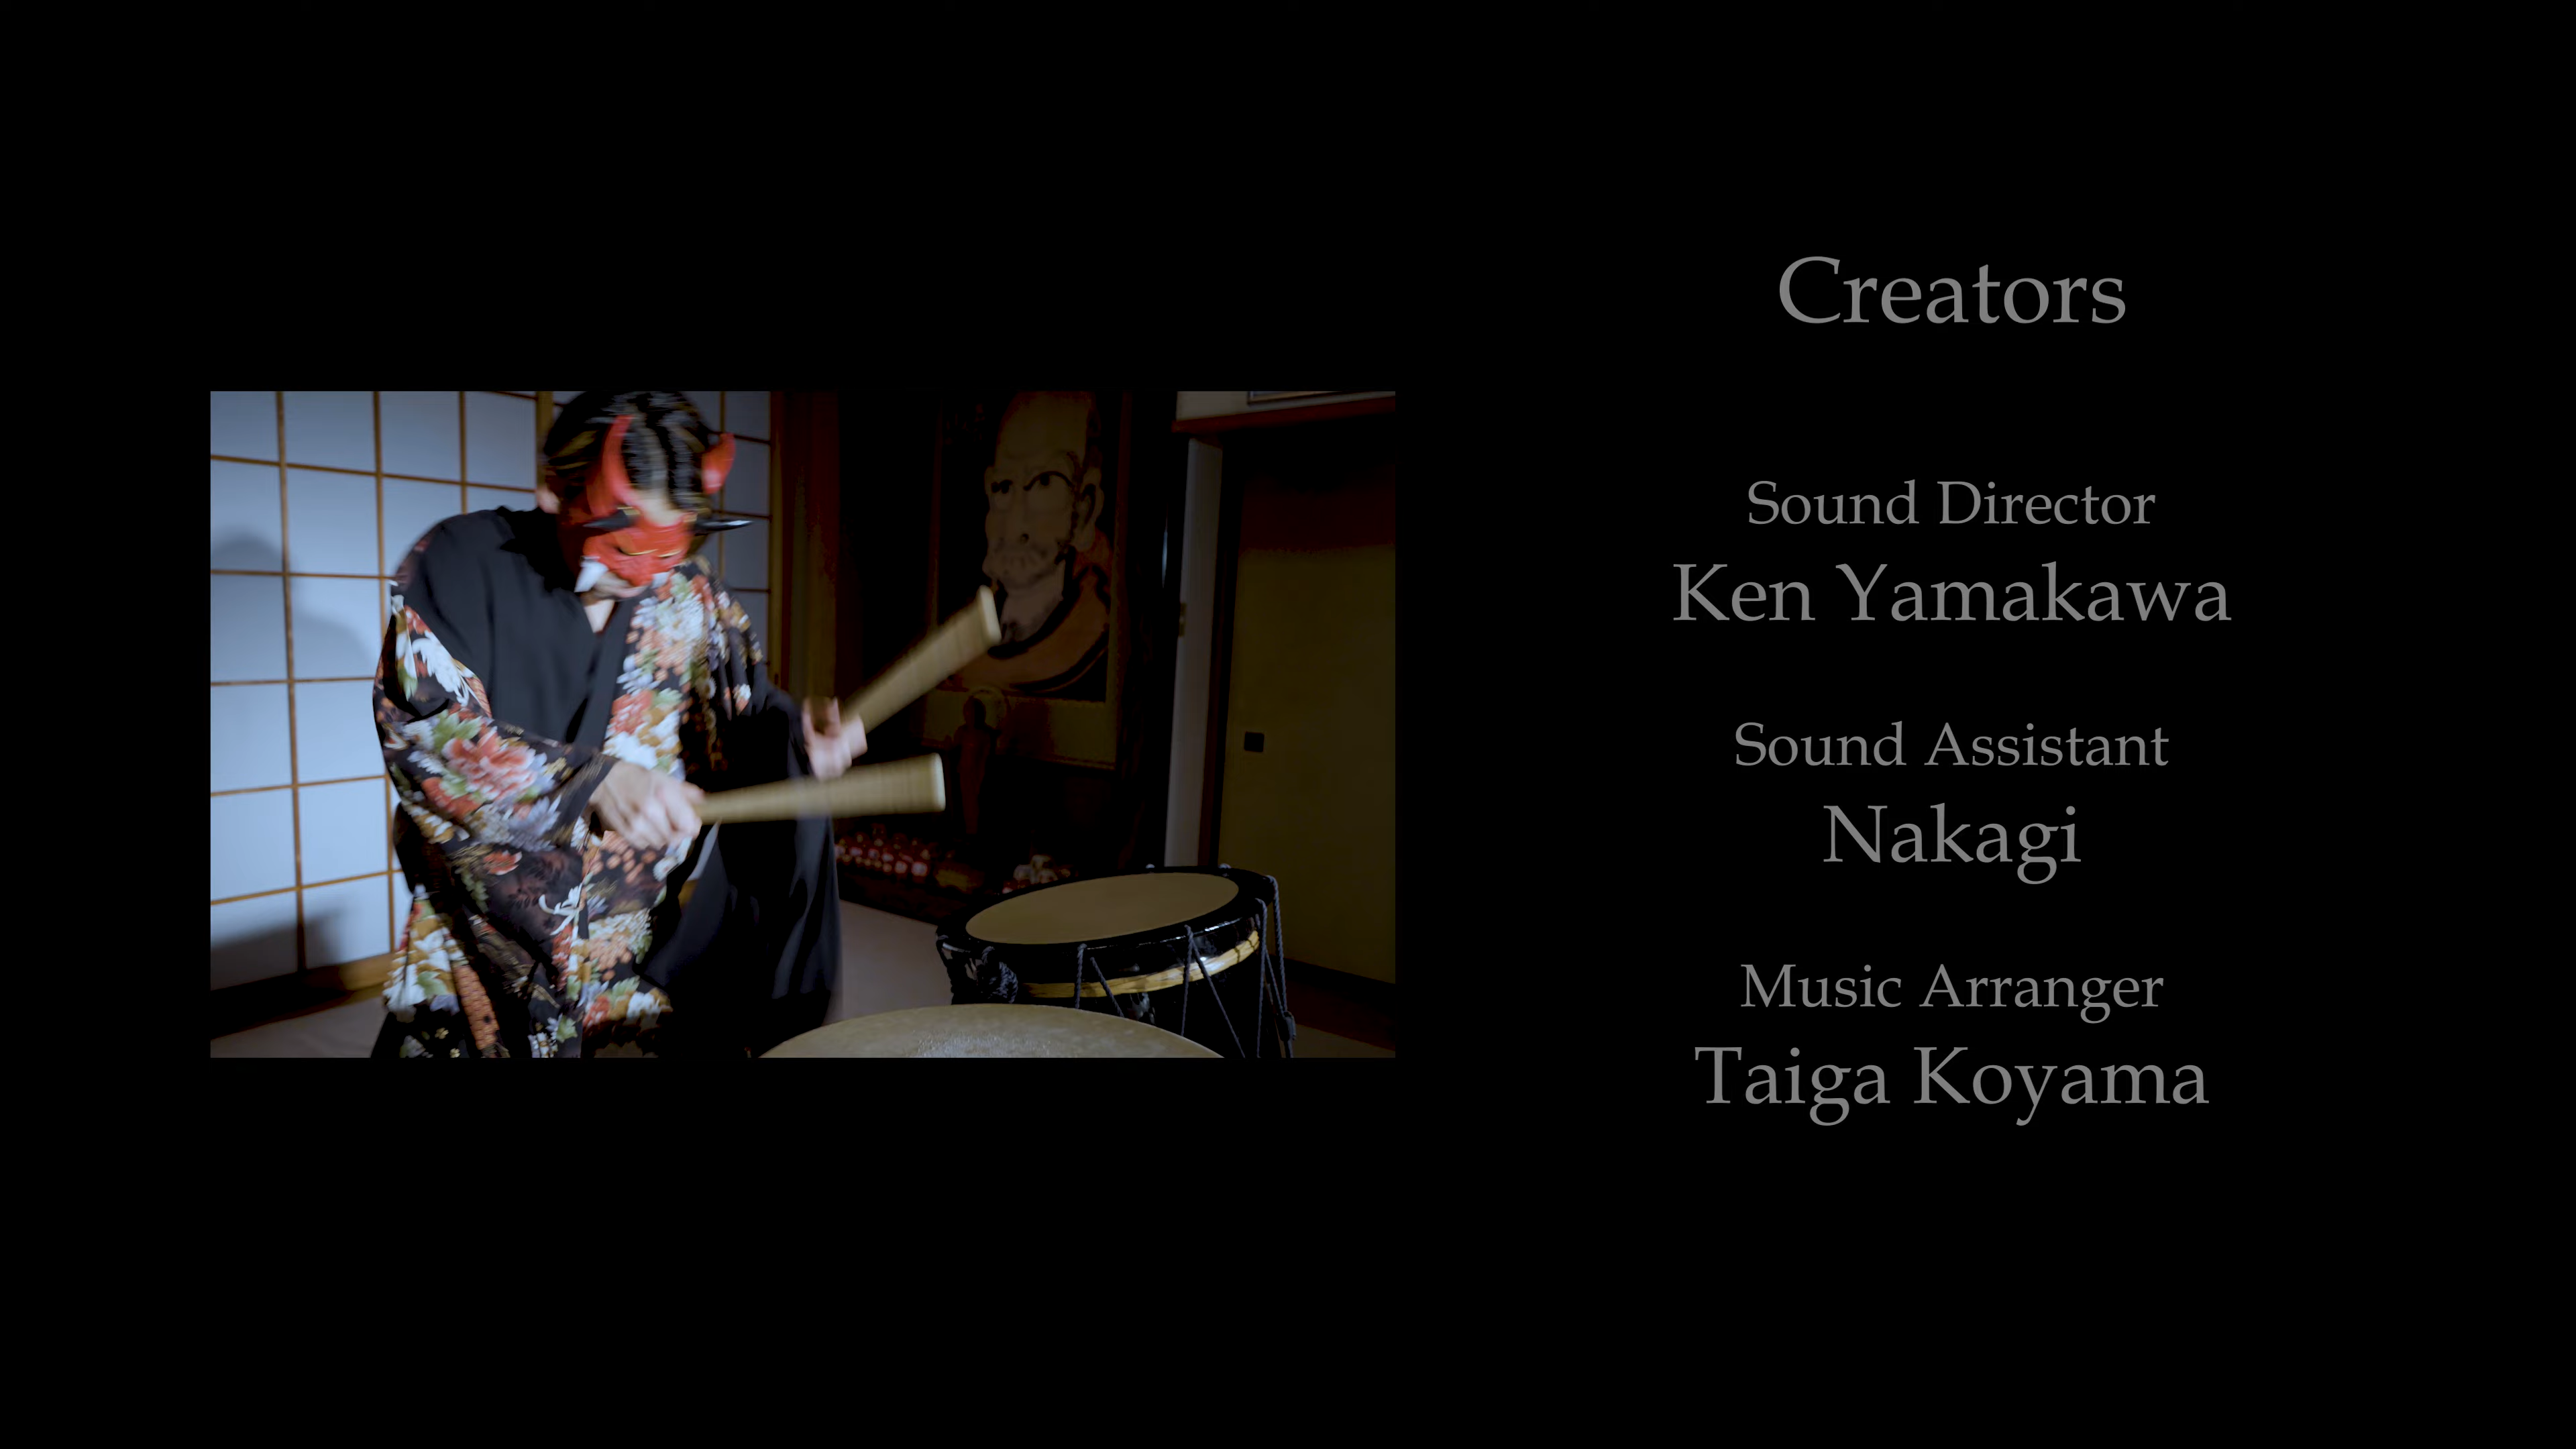 Creators
Sound Director
Ken Yamakawa
Sound Assistant
Nakagi
Music Arranger
Taiga Koyama